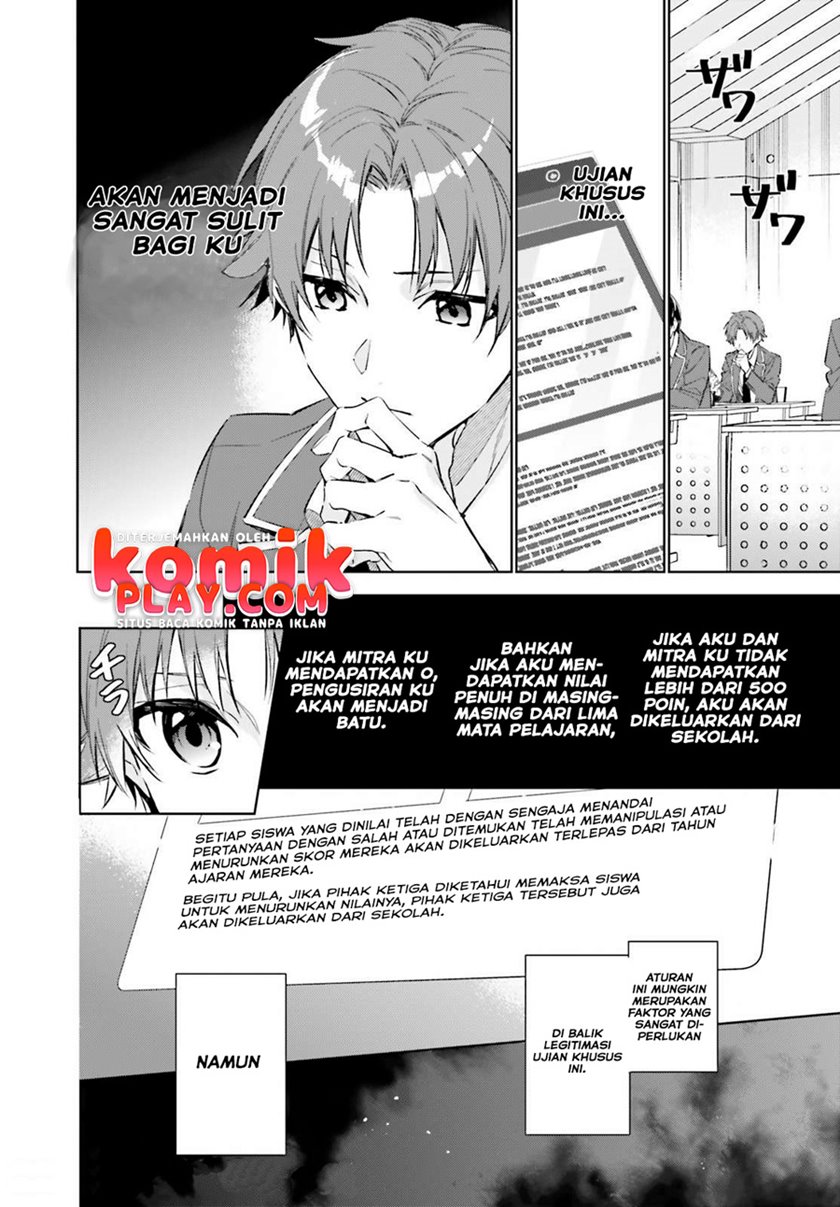 ザワ
ザワ
UJIAN
KHUSUS
INI...
AKAN MENJADI
SANGAT SULIT
BAGI KU
DITERJEMAHKAN OLEH
komik
PLAY.COM
SITUS BACA KOMIK TANPA IKLAN
JIKA AKU DAN
MITRA KU TIDAK
MENDAPATKAN
LEBIH DARI 500
POIN, AKU AKAN
DIKELUARKAN DARI
SEKOLAH.
BAHKAN
JIKA AKU MEN-
DAPATKAN NILAI
PENUH DI MASING-
MASING DARI LIMA
MATA PELAJARAN,
JIKA MITRA KU
MENDAPATKAN 0,
PENGUSIRAN KU
AKAN MENJADI
BATU.
チラ
SETIAP SISWA YANG DINILAI TELAH DENGAN SENGAJA MENANDAI
PERTANYAAN DENGAN SALAH ATAU DITEMUKAN TELAH MEMANIPULASI ATAU
MENURUNKAN SKOR MEREKA AKAN DIKELUARKAN TERLEPAS DARI TAHUN
AJARAN MEREKA.
BEGITU PULA, JIKA PIHAK KETIGA DIKETAHUI MEMAKSA SISWA
UNTUK MENURUNKAN NILAINYA, PIHAK KETIGA TERSEBUT JUGA
AKAN DIKELUARKAN DARI SEKOLAH.
ATURAN
INI MUNGKIN
MERUPAKAN
FAKTOR YANG
SANGAT DI-
PERLUKAN
DI BALIK
LEGITIMASI
UJIAN KHUSUS
INI.
NAMUN